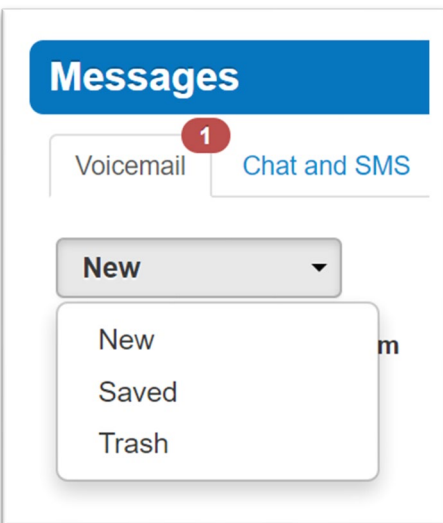 Messages
1
Voicemail Chat and SMS
New
New
m
Saved
Trash